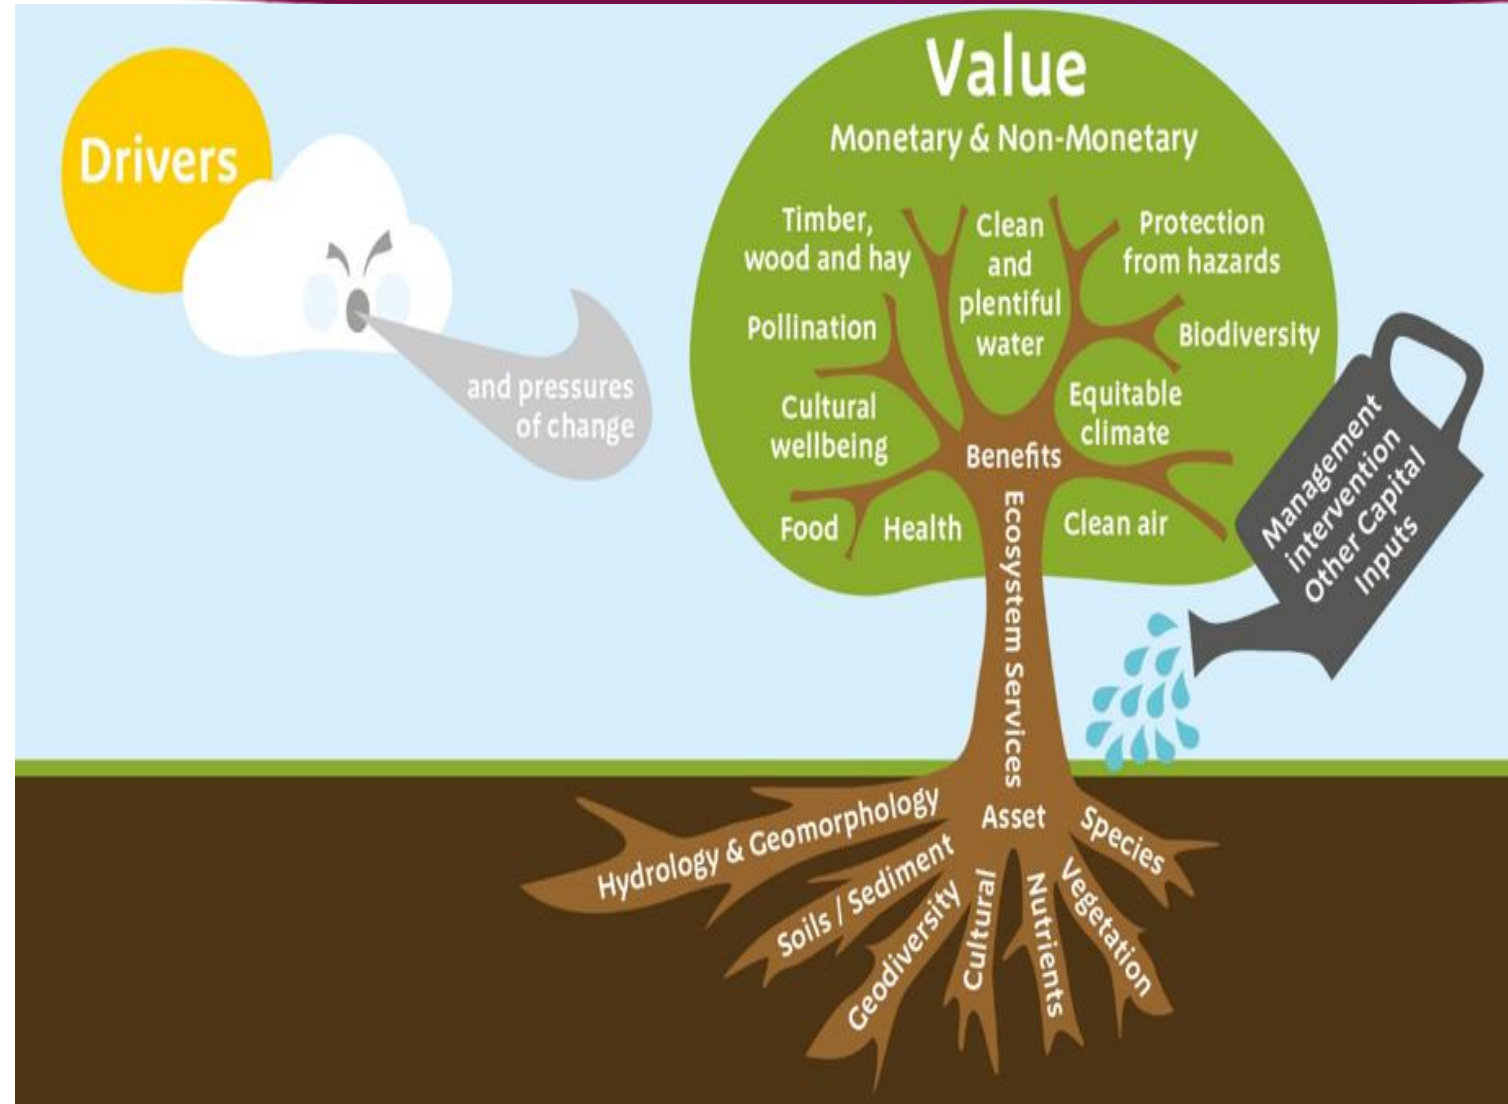 Drivers
and pressures
of change
Value
Monetary & Non-Monetary
Timber,
wood and hay
Clean
and
plentiful
water
Protection
from hazards
Pollination
Biodiversity
Cultural
wellbeing
Equitable
climate
Benefits
Food
Health
Clean air
Ecosystem Services
Management
intervention
Other Capital
Inputs
Asset
Hydrology & Geomorphology
Soils / Sediment
Geodiversity
Cultural
Nutrients
Vegetation
Species